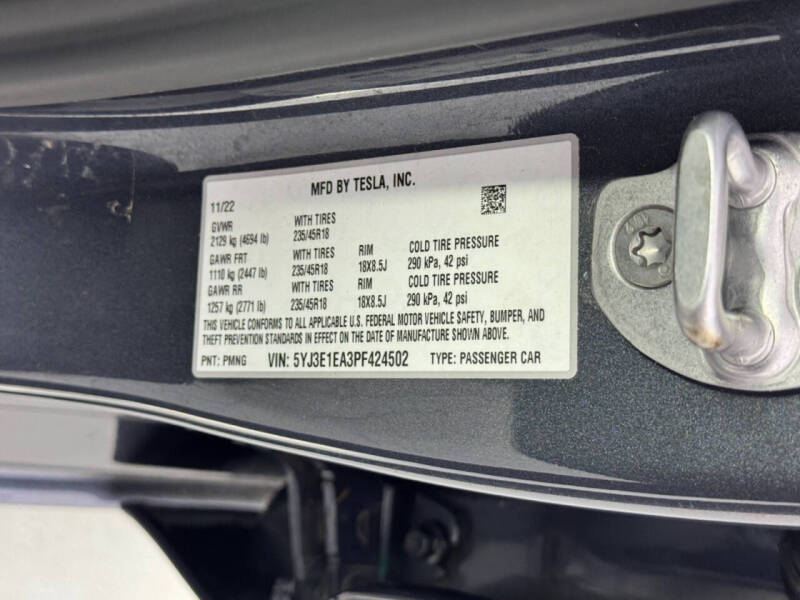 MFD BY TESLA, INC.
11/22
GVWR WITH TIRES
2129 kg (4694 lb) 235/45R18
GAWR FRT WITH TIRES RIM COLD TIRE PRESSURE
1110 kg (2447 lb) 235/45R18 18X8.5J 290 kPa, 42 psi
GAWR RR WITH TIRES RIM COLD TIRE PRESSURE
1257 kg (2771 lb) 235/45R18 18X8.5J 290 kPa, 42 psi
THIS VEHICLE CONFORMS TO ALL APPLICABLE U.S. FEDERAL MOTOR VEHICLE SAFETY, BUMPER, AND
THEFT PREVENTION STANDARDS IN EFFECT ON THE DATE OF MANUFACTURE SHOWN ABOVE.
PNT: PMNG VIN: 5YJ3E1EA3PF424502 TYPE: PASSENGER CAR